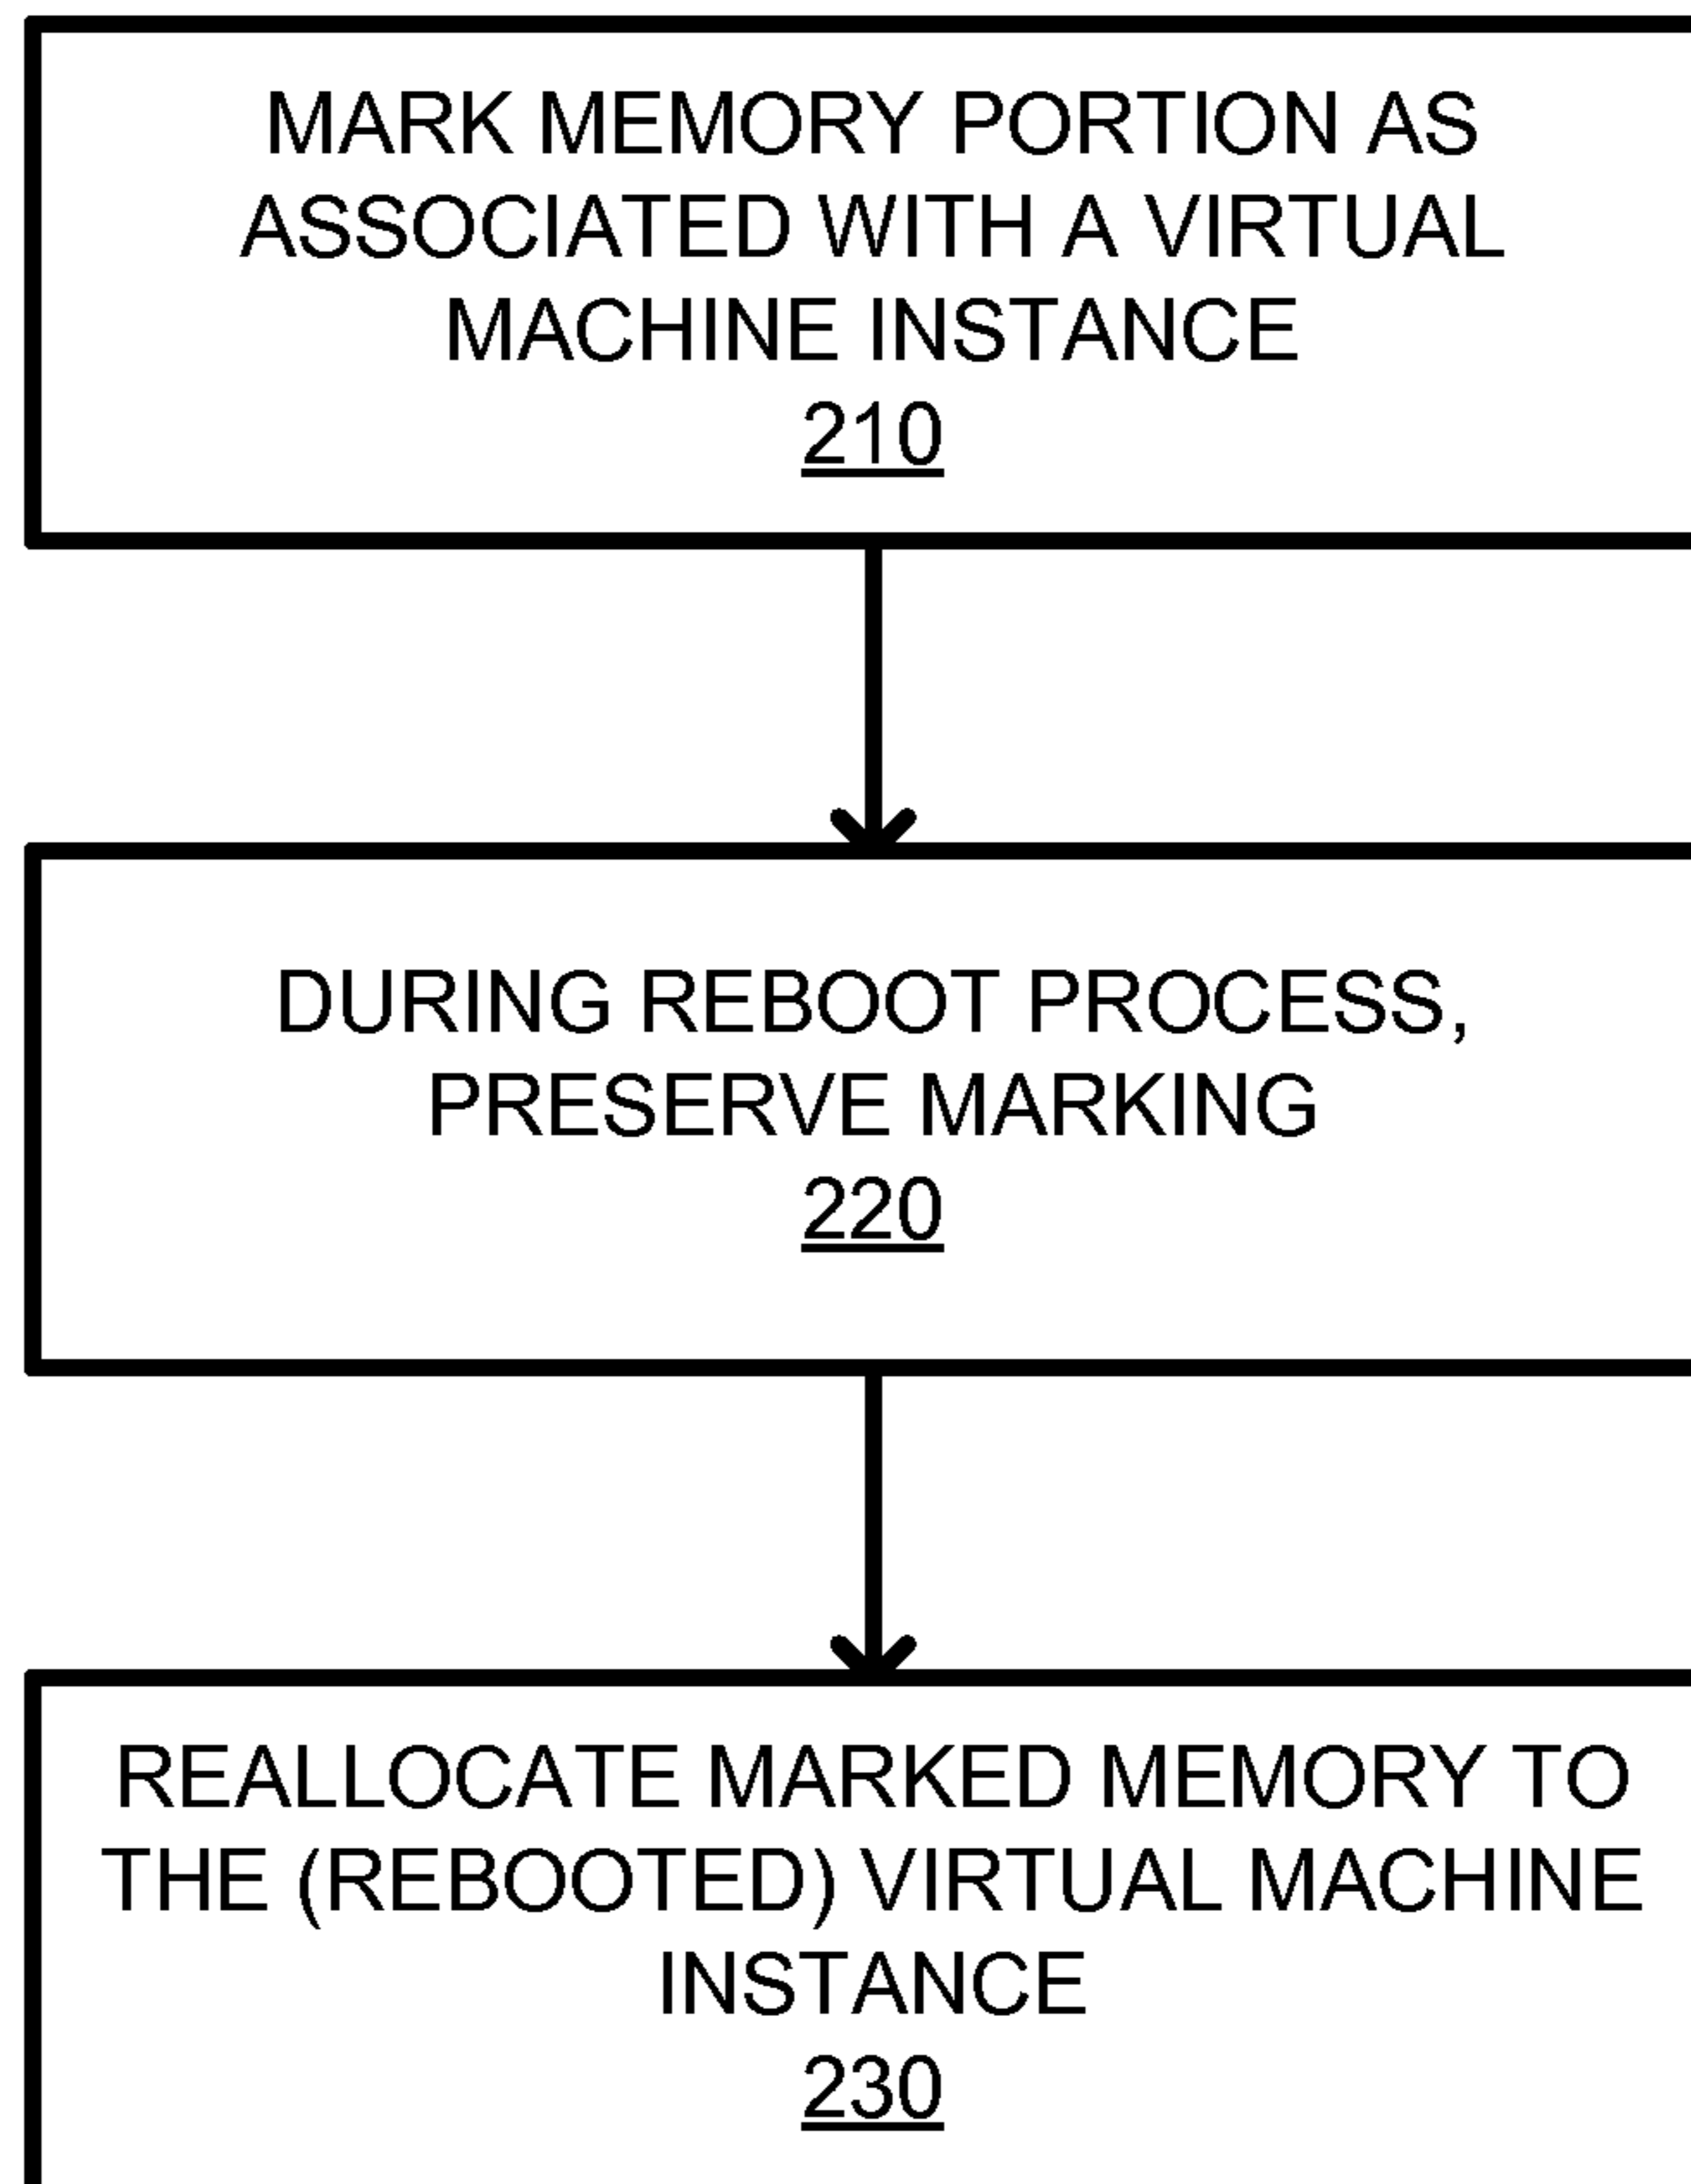 MARK MEMORY PORTION AS
ASSOCIATED WITH A VIRTUAL
MACHINE INSTANCE
210
DURING REBOOT PROCESS,
PRESERVE MARKING
220
REALLOCATE MARKED MEMORY TO
THE (REBOOTED) VIRTUAL MACHINE
INSTANCE
230